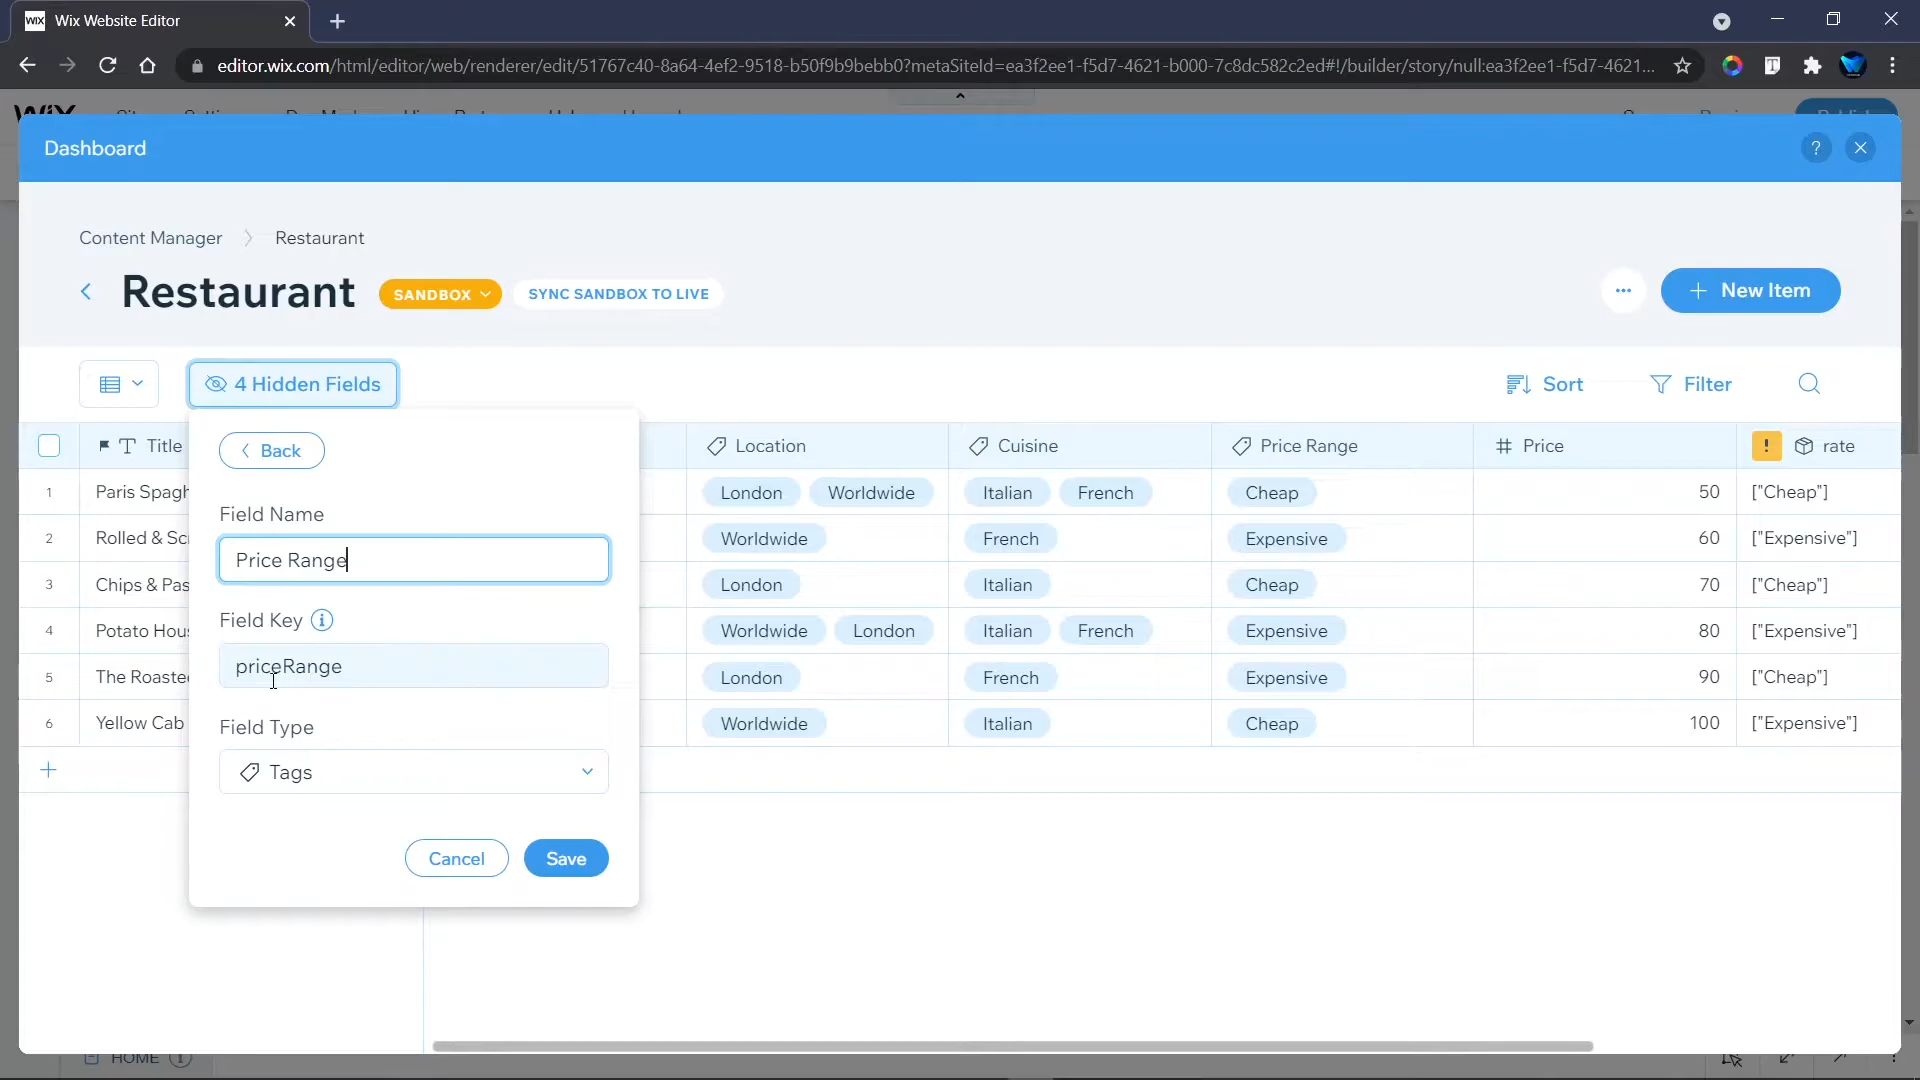 WIX Wix Website Editor
editor.wix.com/html/editor/web/renderer/edit/51767c40-8a64-4ef2-9518-b50f9b9bebb0?metaSiteId=ea3f2ee1-f5d7-4621-b000-7c8dc582c2ed#!/builder/story/null:ea3f2ee1-f5d7-4621...
Dashboard
?
Content Manager > Restaurant
Restaurant SANDBOX SYNC SANDBOX TO LIVE
... + New Item
4 Hidden Fields
Sort Filter
Title Location Cuisine Price Range # Price ! rate
1 Paris Spagh London Worldwide Italian French Cheap 50 ["Cheap"]
2 Rolled & Sc Worldwide French Expensive 60 ["Expensive"]
3 Chips & Pas London Italian Cheap 70 ["Cheap"]
4 Potato Hou Worldwide London Italian French Expensive 80 ["Expensive"]
5 The Roaste London French Expensive 90 ["Cheap"]
6 Yellow Cab Worldwide Italian Cheap 100 ["Expensive"]
+
Back
Field Name
Price Range
Field Key i
priceRange
Field Type
Tags
Cancel Save
HOME